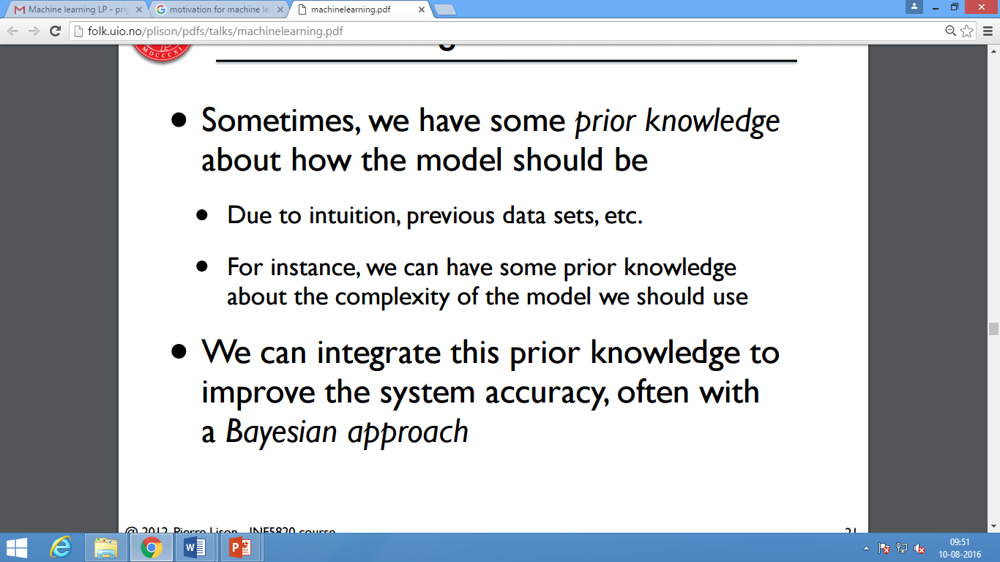 Machine learning LP - priy
motivation for machine le
machinelearning.pdf
folk.uio.no/plison/pdfs/talks/machinelearning.pdf
MDCCCXI
• Sometimes, we have some prior knowledge
about how the model should be
• Due to intuition, previous data sets, etc.
• For instance, we can have some prior knowledge
about the complexity of the model we should use
• We can integrate this prior knowledge to
improve the system accuracy, often with
a Bayesian approach
@ 2012, Pierre Lison - INF5820 course
21
09:51
10-08-2016